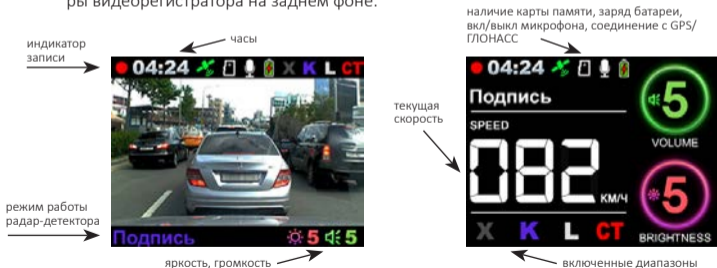 ры видеорегистратора на заднем фоне.
индикатор
записи
часы
04:24 X K L CT
режим работы
радар-детектора
Подпись 5 5
яркость, громкость
наличие карты памяти, заряд батареи,
вкл/выкл микрофона, соединение с GPS/
ГЛОНАСС
04:24
Подпись
текущая
скорость
SPEED
082 КМ/Ч
X K L CT
5
VOLUME
5
BRIGHTNESS
включенные диапазоны